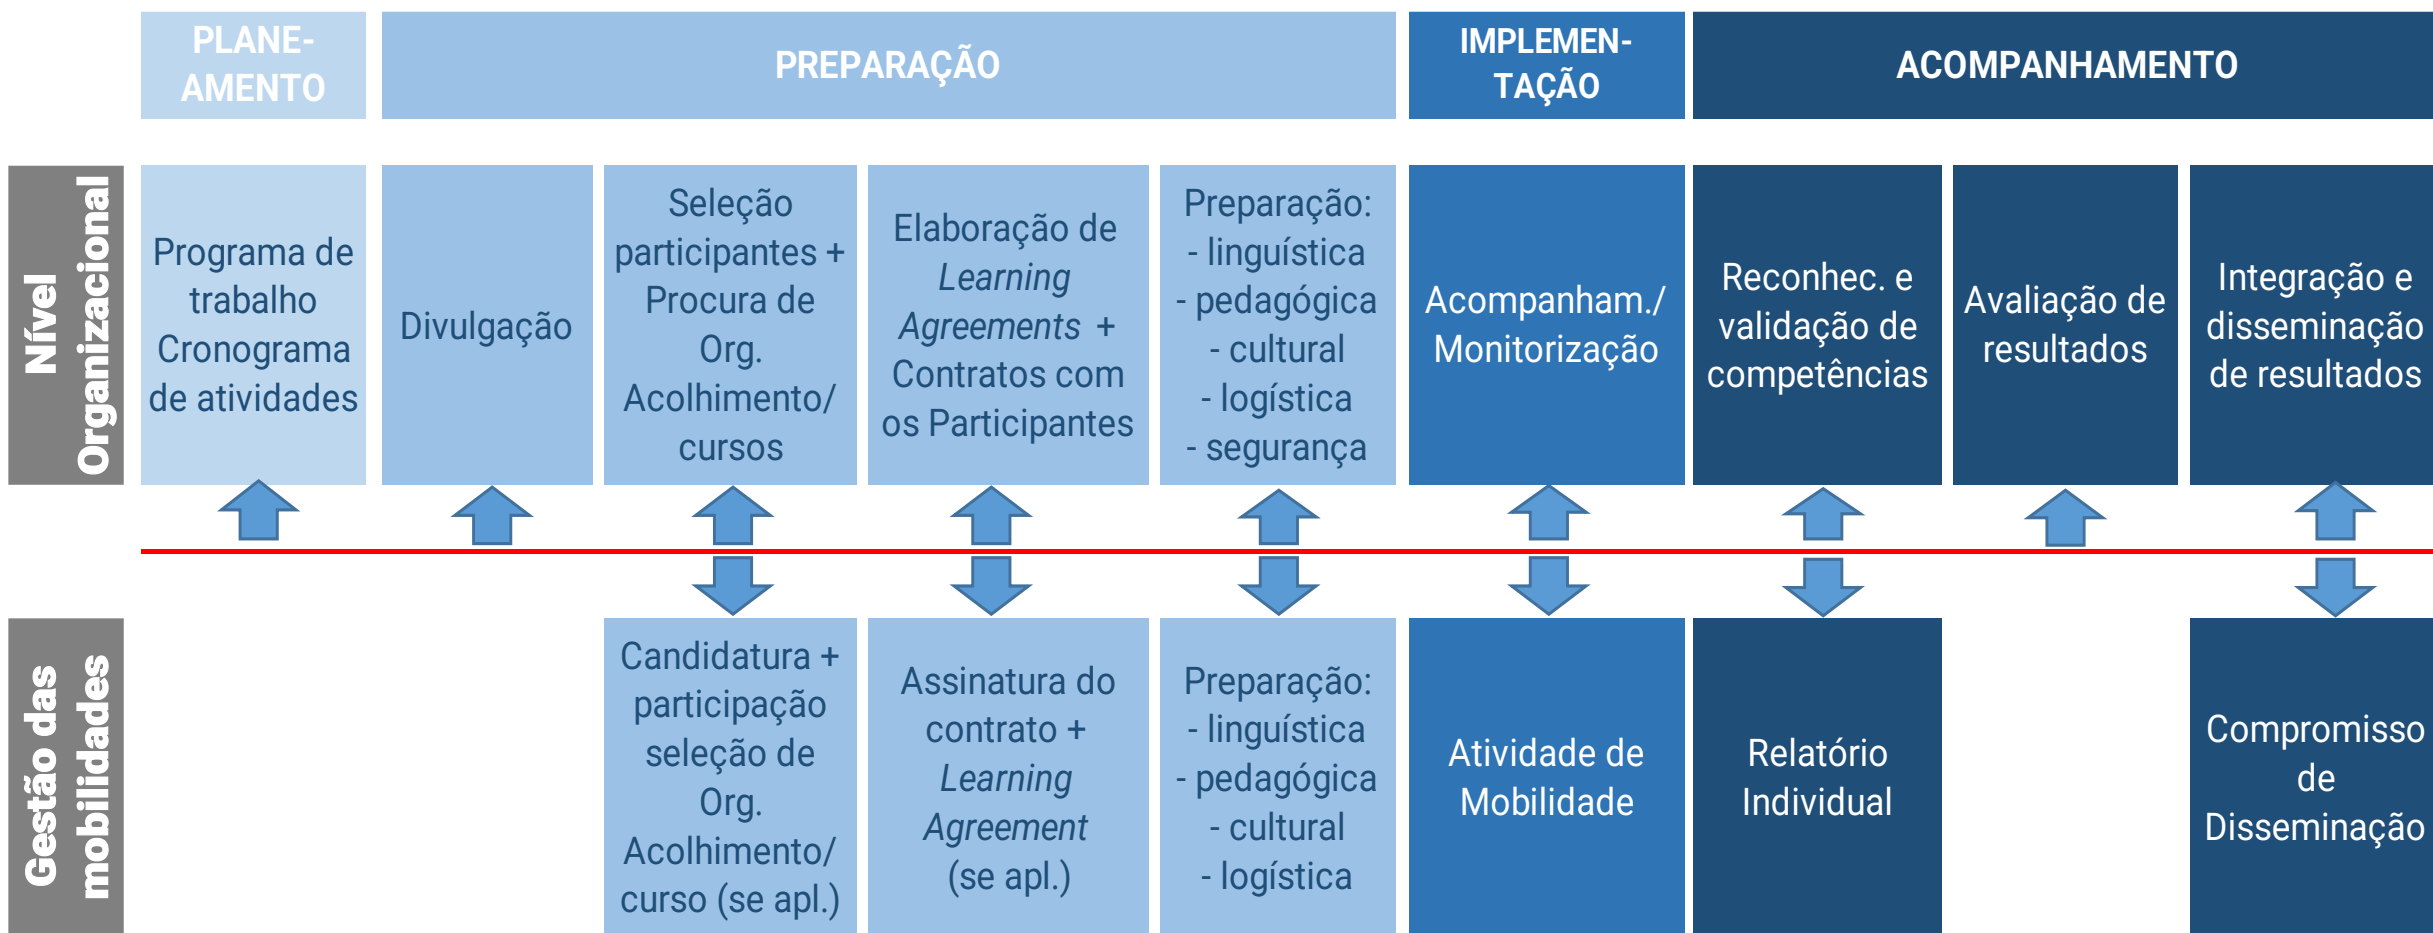 PLANE-
AMENTO
PREPARAÇÃO
IMPLEMEN-
TAÇÃO
ACOMPANHAMENTO
Nível
Organizacional
Programa de
trabalho
Cronograma
de atividades
Divulgação
Seleção
participantes +
Procura de
Org.
Acolhimento/
cursos
Elaboração de
Learning
Agreements +
Contratos com
os Participantes
Preparação:
- linguística
- pedagógica
- cultural
- logística
- segurança
Acompanham./
Monitorização
Reconhec. e
validação de
competências
Avaliação de
resultados
Integração e
disseminação
de resultados
Gestão das
mobilidades
Candidatura +
participação
seleção de
Org.
Acolhimento/
curso (se apl.)
Assinatura do
contrato +
Learning
Agreement
(se apl.)
Preparação:
- linguística
- pedagógica
- cultural
- logística
Atividade de
Mobilidade
Relatório
Individual
Compromisso
de
Disseminação